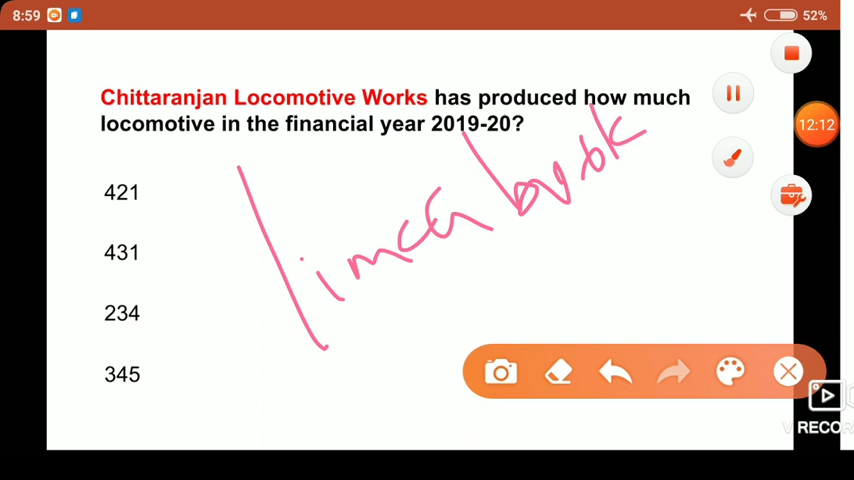 8:59 52%
Chittaranjan Locomotive Works has produced how much
locomotive in the financial year 2019-20?
12:12
421
431
234
345
limca book
V RECOR